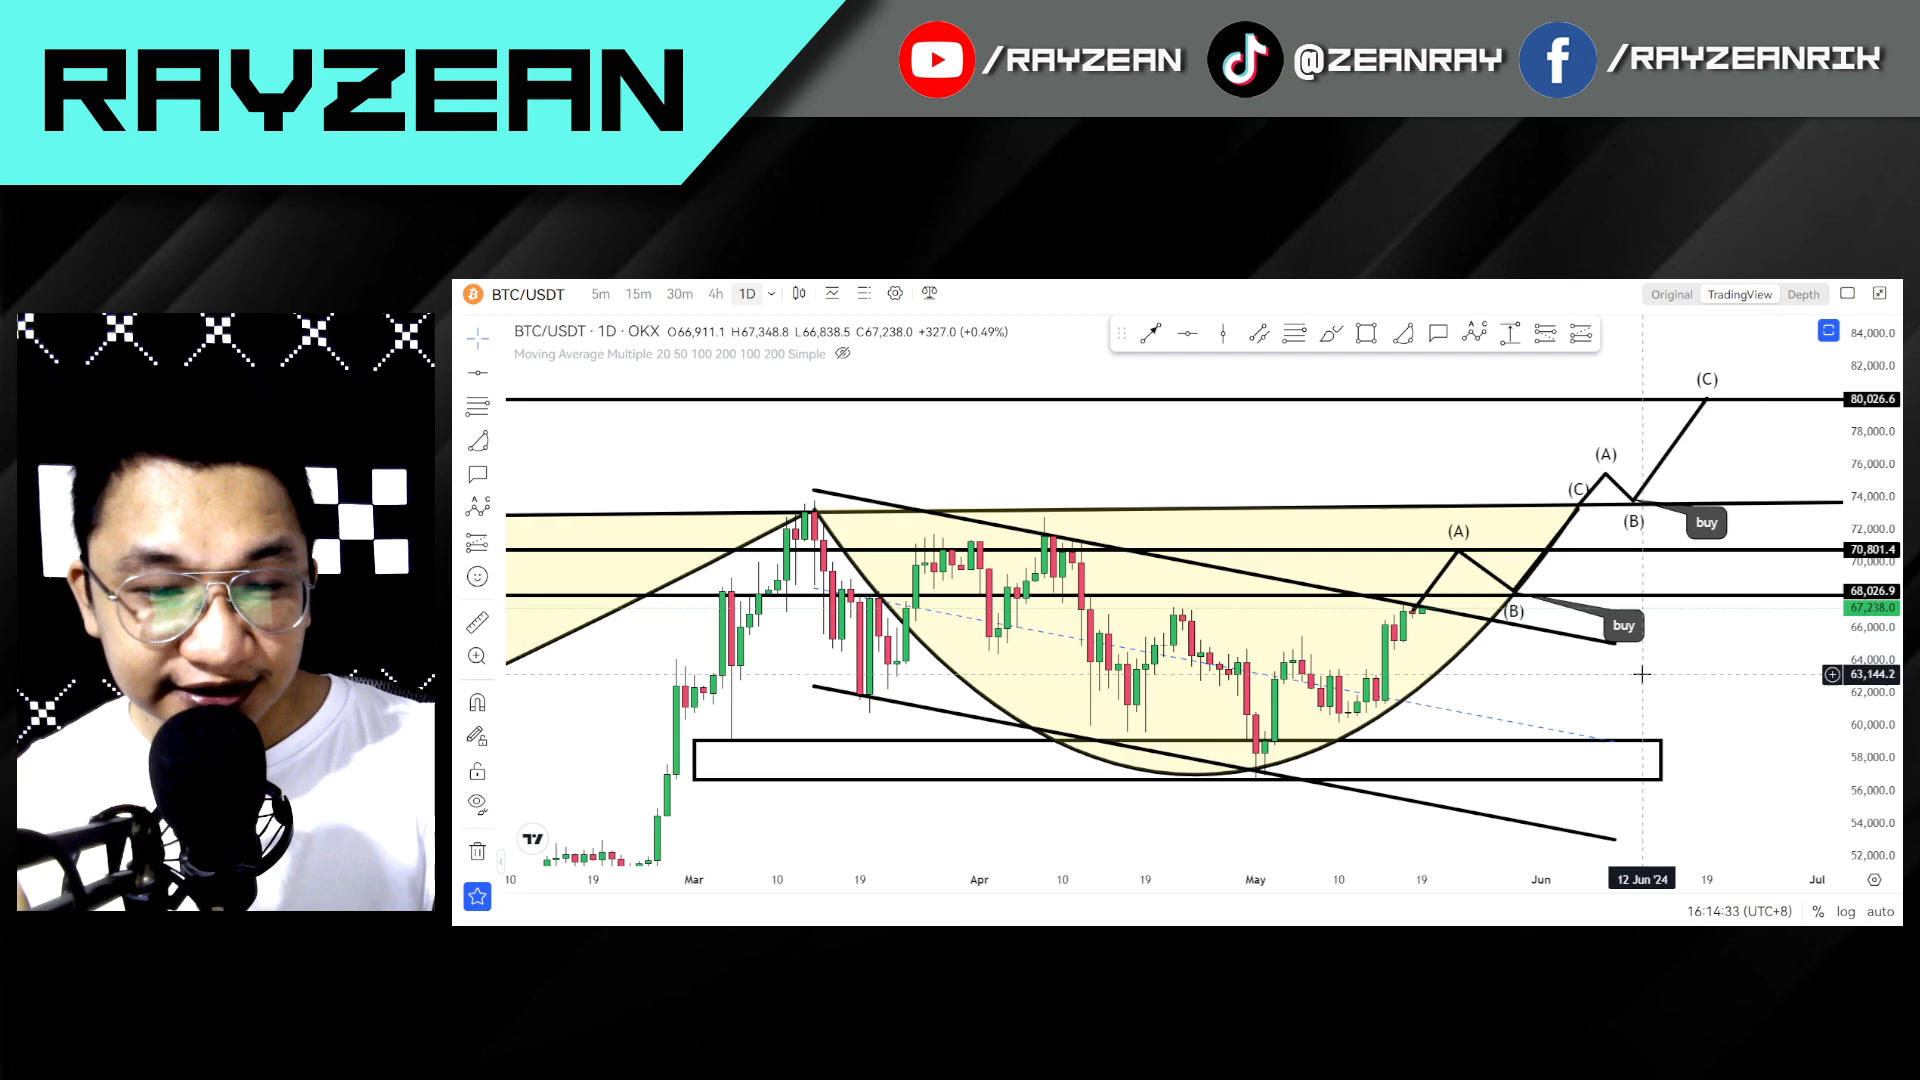 RAYZEAN
/RAYZEAN
@ZEANRAY
/RAYZEANRIK
BTC/USDT 5m 15m 30m 4h 1D
Original TradingView Depth
BTC/USDT · 1D · OKX O66,911.1 H67,348.8 L66,838.5 C67,238.0 +327.0 (+0.49%)
Moving Average Multiple 20 50 100 200 100 200 Simple
84,000.0
82,000.0
(C)
80,026.6
78,000.0
(A)
76,000.0
(C)
74,000.0
(B)
buy
72,000.0
(A)
70,801.4
70,000.0
68,026.9
67,238.0
(B)
buy
66,000.0
64,000.0
63,144.2
62,000.0
60,000.0
58,000.0
56,000.0
54,000.0
52,000.0
10 19 Mar 10 19 Apr 10 19 May 10 19 Jun 12 Jun '24 19 Jul
16:14:33 (UTC+8) % log auto